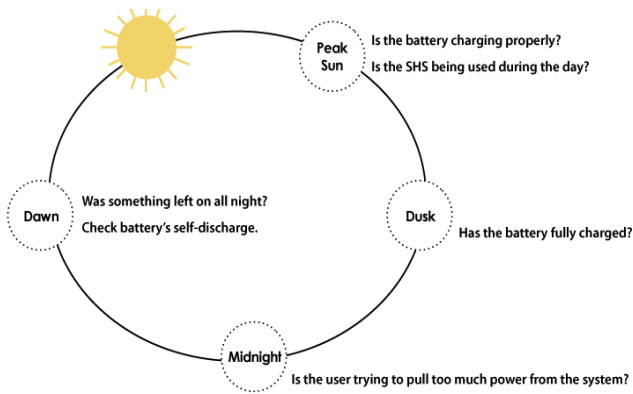 Peak
Sun
Is the battery charging properly?
Is the SHS being used during the day?
Dawn
Was something left on all night?
Check battery's self-discharge.
Dusk
Has the battery fully charged?
Midnight
Is the user trying to pull too much power from the system?